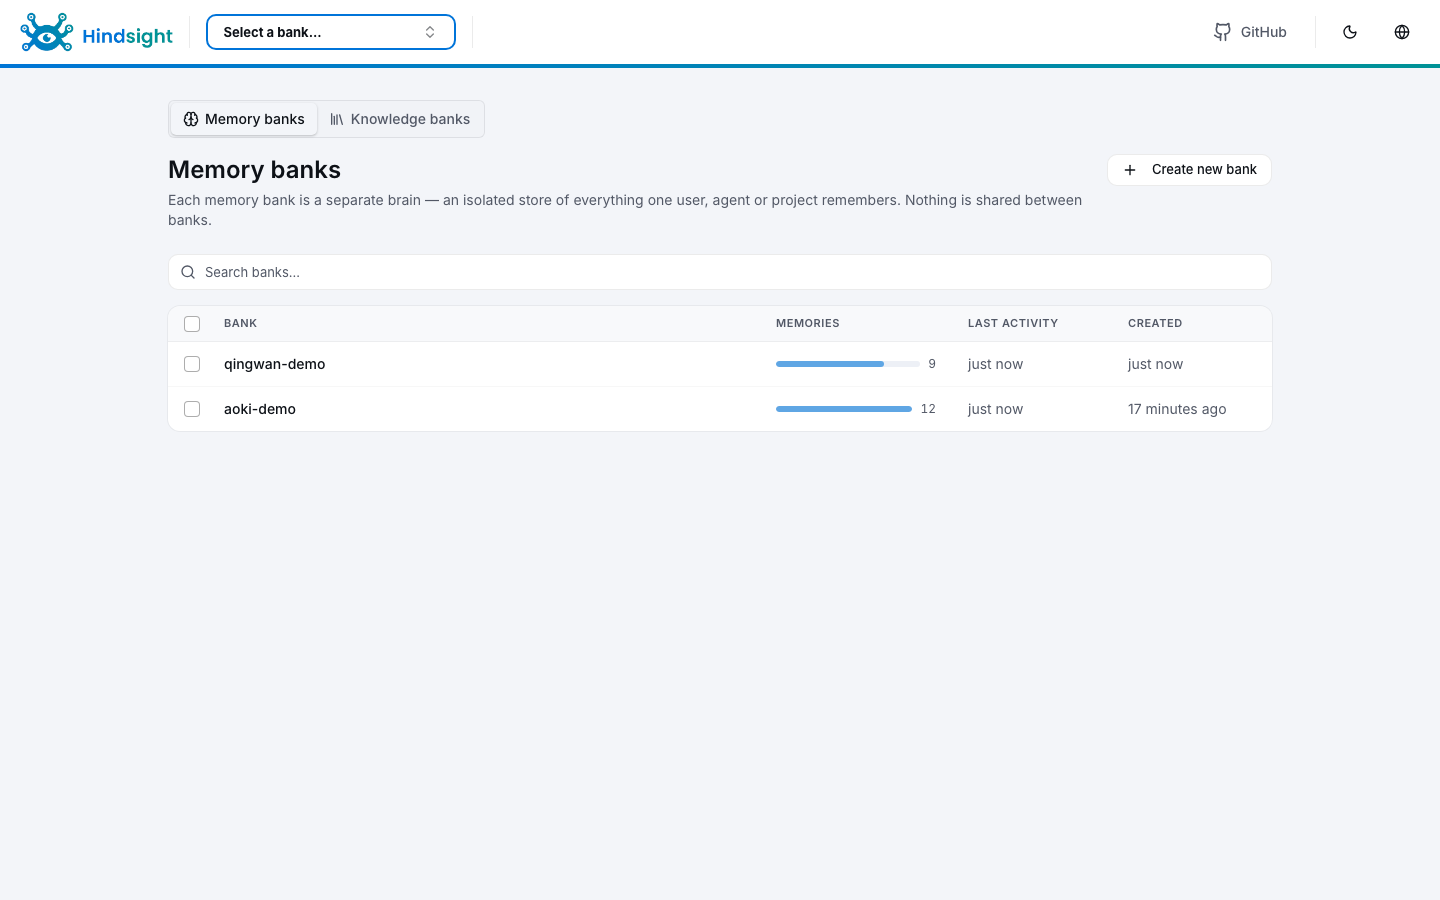 Hindsight
Select a bank...
GitHub
Memory banks
Knowledge banks
Memory banks
Create new bank
Each memory bank is a separate brain — an isolated store of everything one user, agent or project remembers. Nothing is shared between
banks.
Search banks...
BANK MEMORIES LAST ACTIVITY CREATED
qingwan-demo 9 just now just now
aoki-demo 12 just now 17 minutes ago